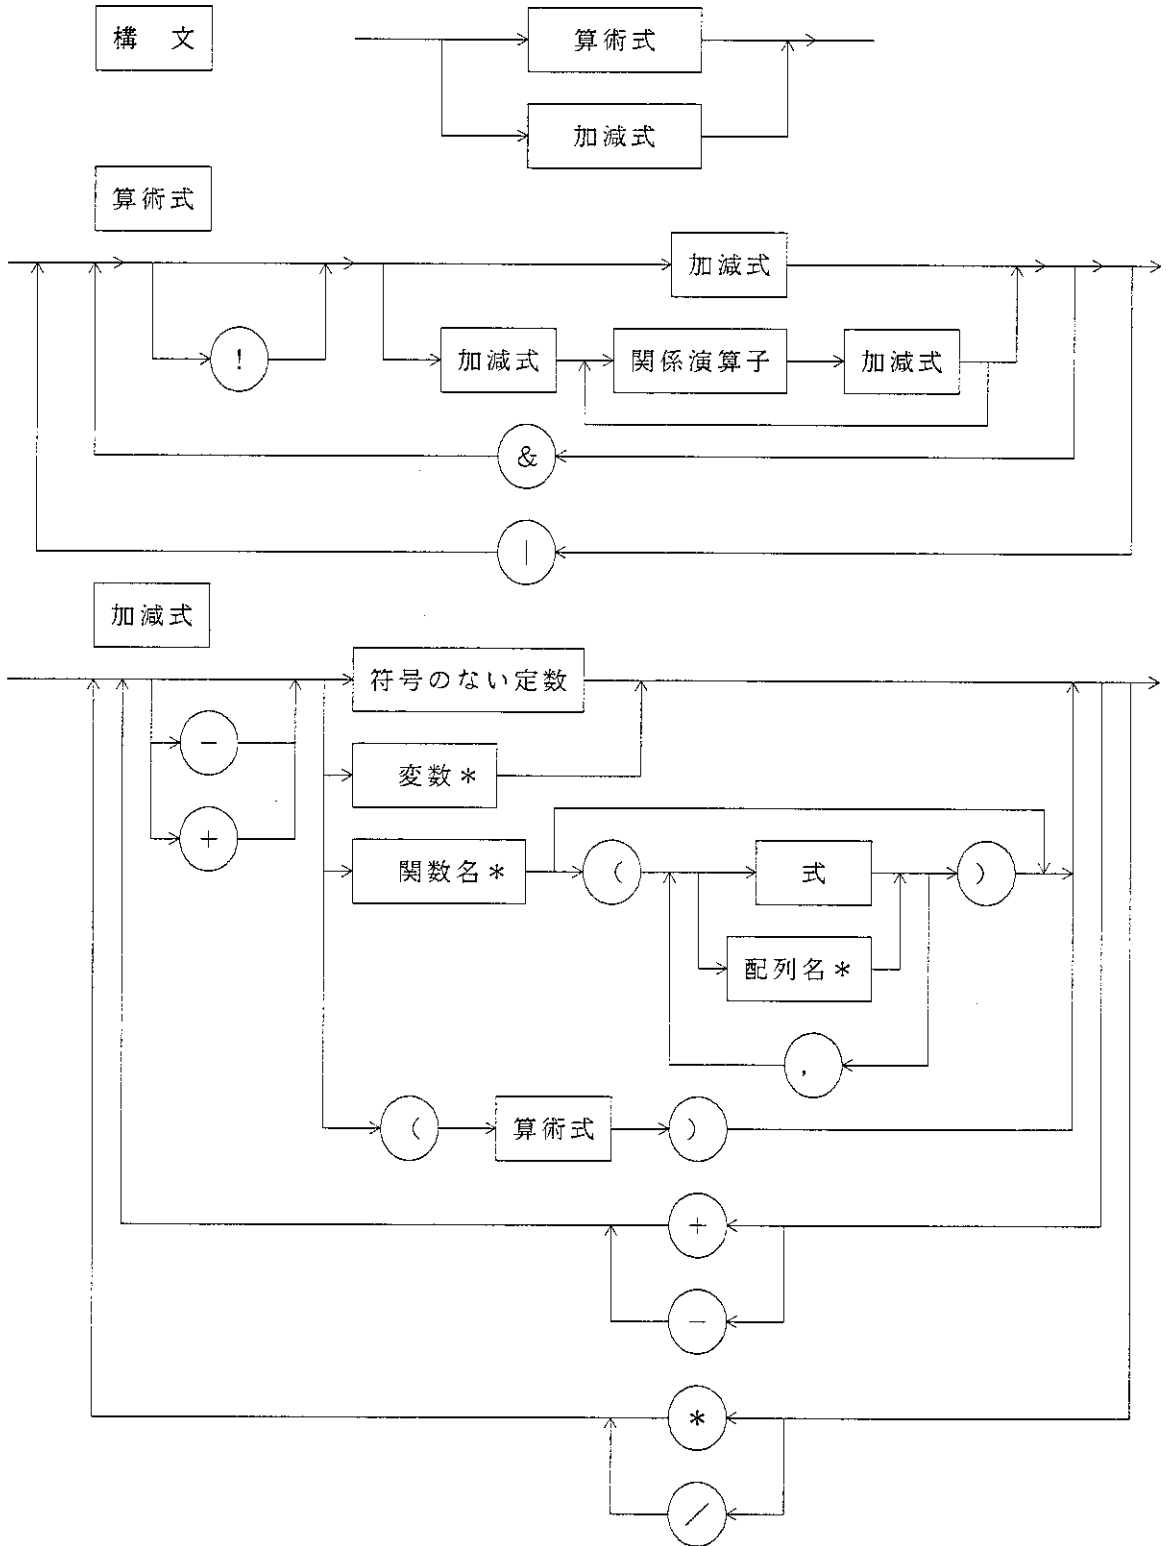 構 文
算術式
加減式
算術式
加減式
!
加減式
関係演算子
加減式
&
|
加減式
符号のない定数
-
変数*
+
関数名*
(
式
)
配列名*
,
(
算術式
)
+
-
*
/